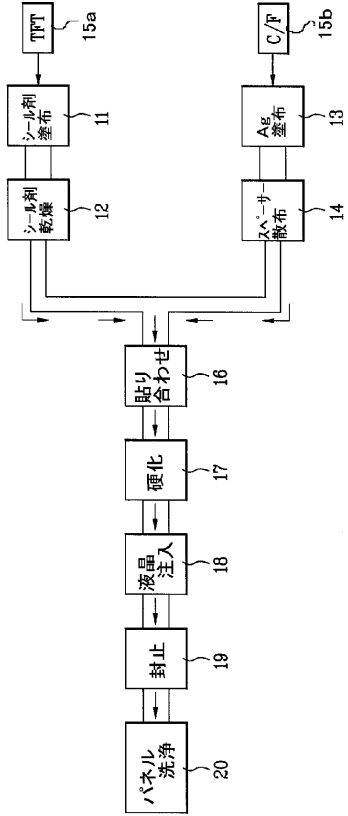 TFT
15a
シール剤
塗布
11
シール剤
乾燥
12
C/F
15b
Ag
塗布
13
スペーサー
散布
14
貼り
合わせ
16
硬化
17
液晶
注入
18
封止
19
パネル
洗浄
20